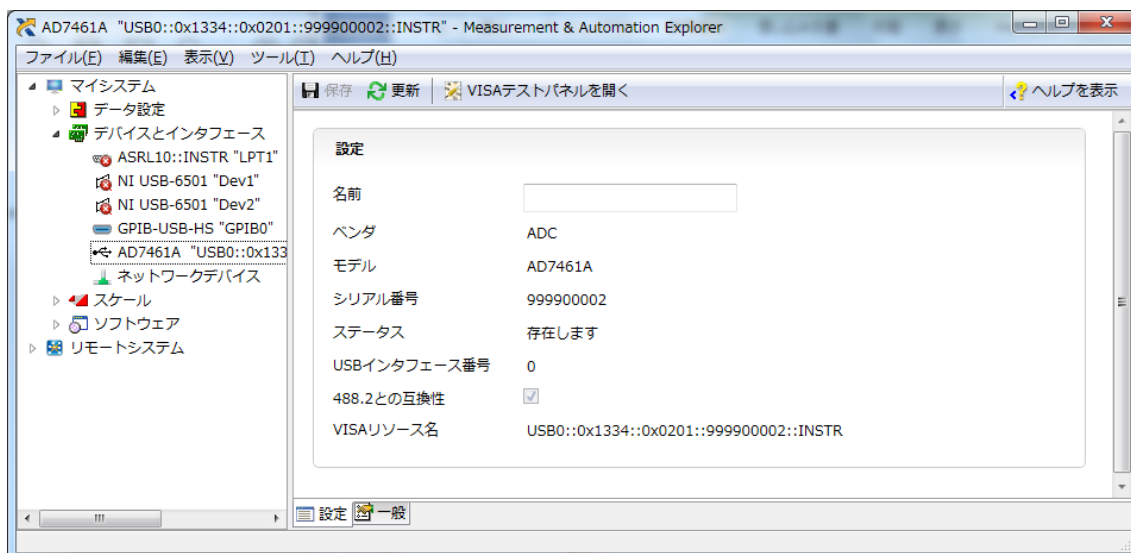 AD7461A "USB0::0x1334::0x0201::999900002::INSTR" - Measurement & Automation Explorer
ファイル(F) 編集(E) 表示(V) ツール(T) ヘルプ(H)
マイシステム
データ設定
デバイスとインタフェース
ASRL10::INSTR "LPT1"
NI USB-6501 "Dev1"
NI USB-6501 "Dev2"
GPIB-USB-HS "GPIB0"
AD7461A "USB0::0x133
ネットワークデバイス
スケール
ソフトウェア
リモートシステム
保存 更新 VISAテストパネルを開く ヘルプを表示
設定
名前
ベンダ ADC
モデル AD7461A
シリアル番号 999900002
ステータス 存在します
USBインタフェース番号 0
488.2との互換性
VISAリソース名 USB0::0x1334::0x0201::999900002::INSTR
設定 一般